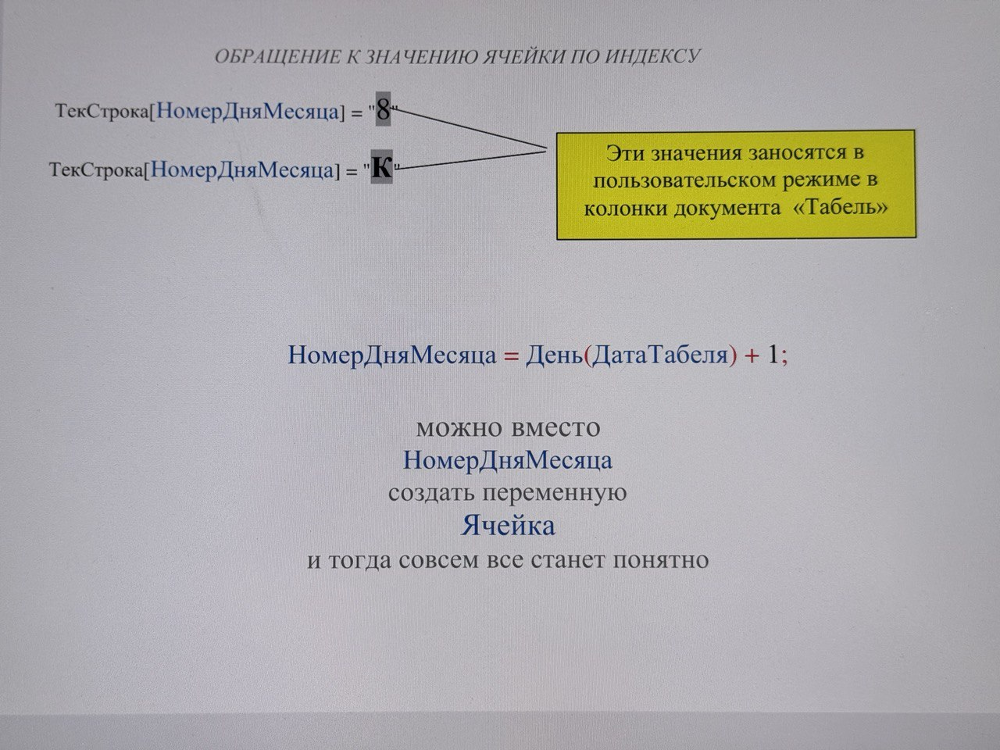 ОБРАЩЕНИЕ К ЗНАЧЕНИЮ ЯЧЕЙКИ ПО ИНДЕКСУ
ТекСтрока[НомерДняМесяца] = "8"
ТекСтрока[НомерДняМесяца] = "К"
Эти значения заносятся в
пользовательском режиме в
колонки документа «Табель»
НомерДняМесяца = День(ДатаТабеля) + 1;
можно вместо
НомерДняМесяца
создать переменную
Ячейка
и тогда совсем все станет понятно